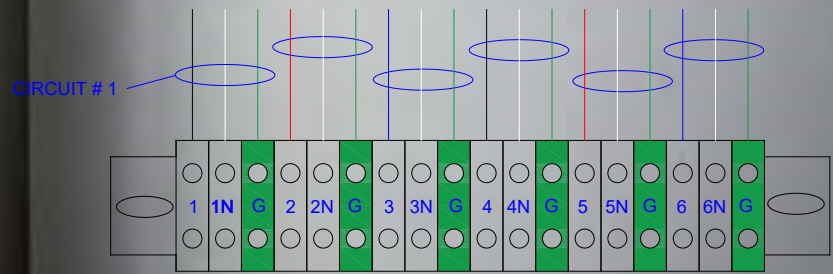 CIRCUIT # 1
1 1N G 2 2N G 3 3N G 4 4N G 5 5N G 6 6N G